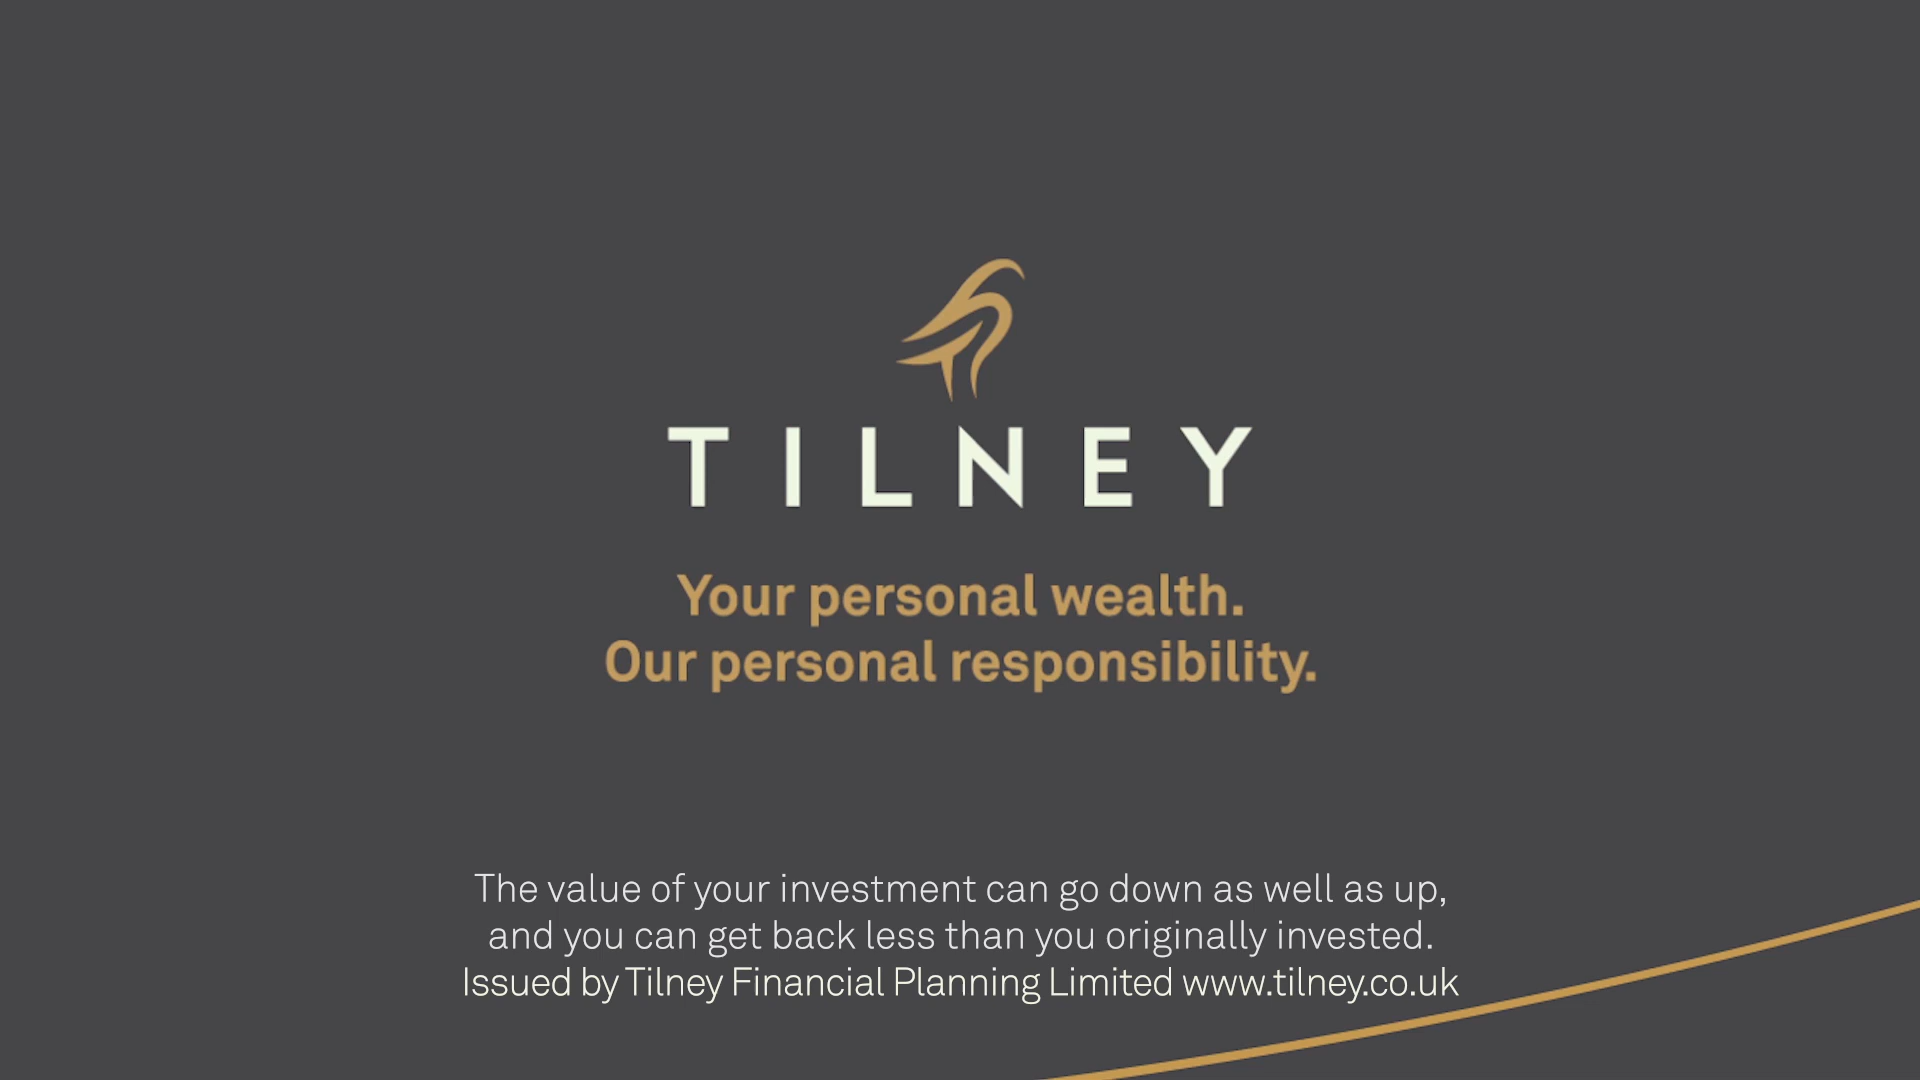 TILNEY
Your personal wealth.
Our personal responsibility.
The value of your investment can go down as well as up,
and you can get back less than you originally invested.
Issued by Tilney Financial Planning Limited www.tilney.co.uk